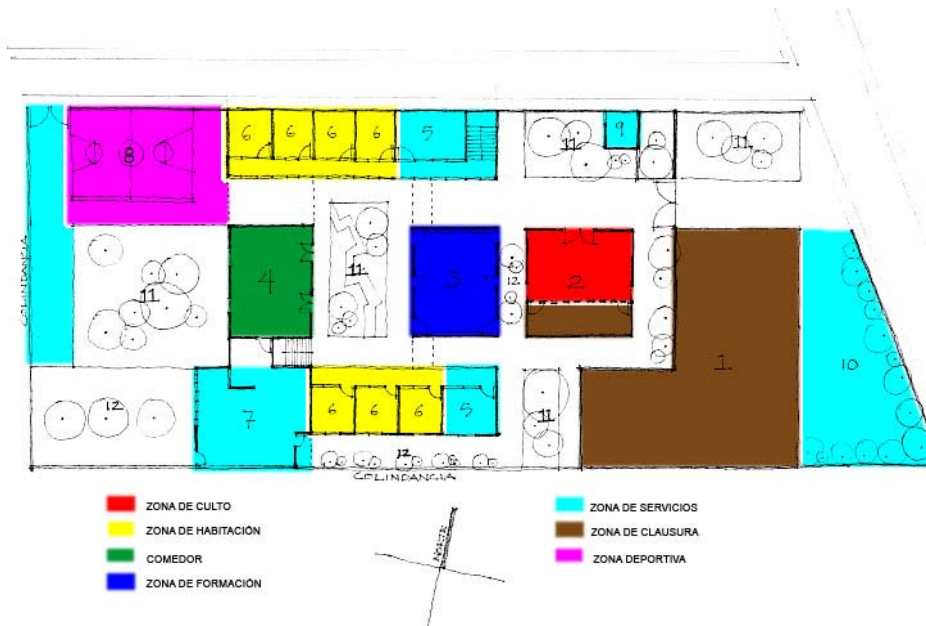 6 6 6 6 5
9
11
11
8
COLINDANCIA
11
4
11
3
12
2
1
10
12
7
6 6 6 5
11
12
COLINDANCIA
ZONA DE CULTO
ZONA DE HABITACIÓN
COMEDOR
ZONA DE FORMACIÓN
NORTE
ZONA DE SERVICIOS
ZONA DE CLAUSURA
ZONA DEPORTIVA